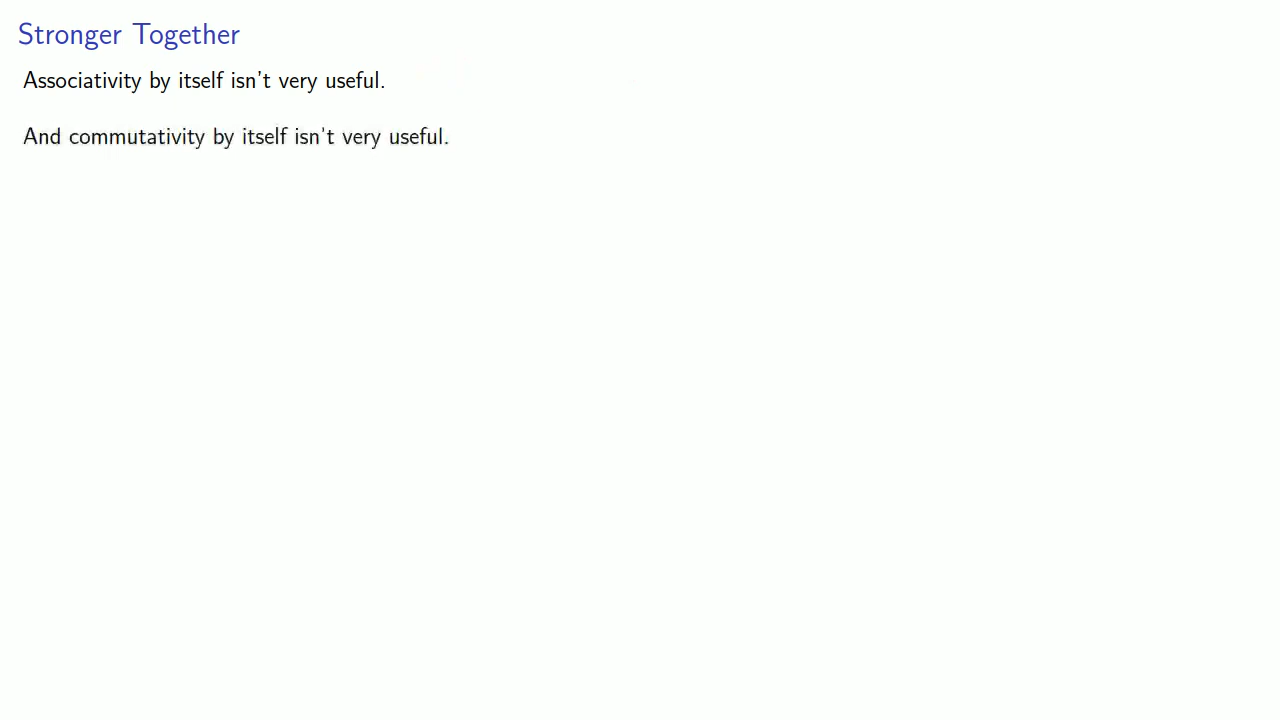 Stronger Together
Associativity by itself isn't very useful.
And commutativity by itself isn't very useful.